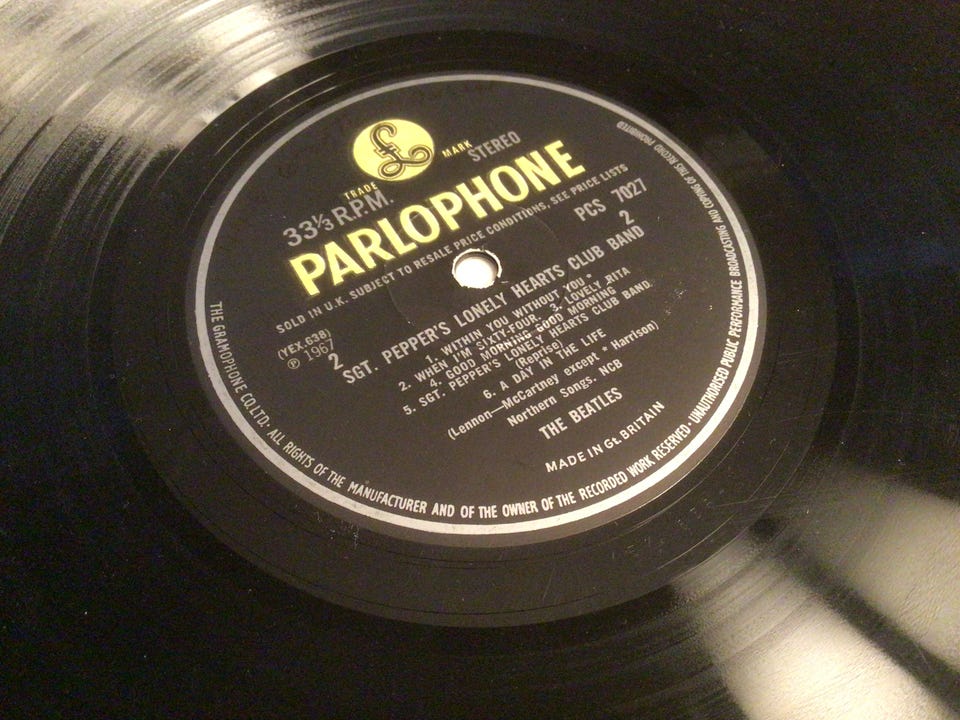 £
TRADE MARK
33⅓ R.P.M. STEREO
PARLOPHONE
SOLD IN U.K. SUBJECT TO RESALE PRICE CONDITIONS, SEE PRICE LISTS
PCS 7027
(YEX.638)
℗ 1967
2 2
SGT. PEPPER'S LONELY HEARTS CLUB BAND
1. WITHIN YOU WITHOUT YOU *
2. WHEN I'M SIXTY-FOUR. 3. LOVELY RITA
4. GOOD MORNING GOOD MORNING
5. SGT. PEPPER'S LONELY HEARTS CLUB BAND.
(Reprise)
6. A DAY IN THE LIFE
(Lennon—McCartney except * Harrison)
Northern Songs. NCB
THE BEATLES
MADE IN Gt. BRITAIN
THE GRAMOPHONE CO. LTD. ALL RIGHTS OF THE MANUFACTURER AND OF THE OWNER OF THE RECORDED WORK RESERVED · UNAUTHORISED PUBLIC PERFORMANCE BROADCASTING AND COPYING OF THIS RECORD PROHIBITED